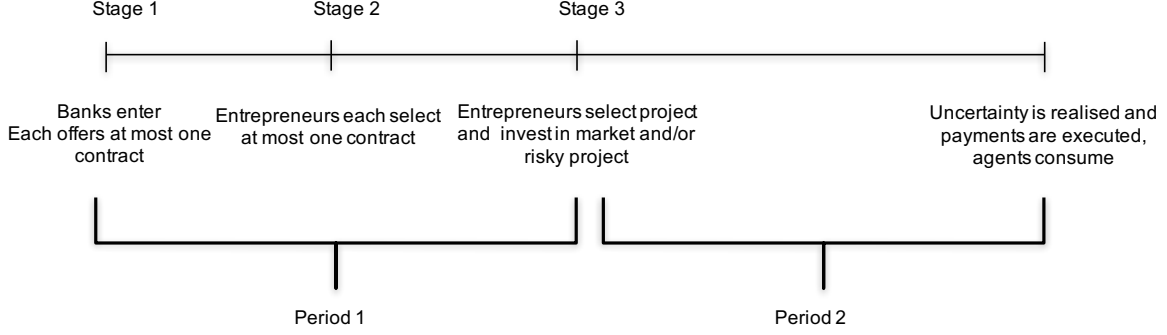 Stage 1
Stage 2
Stage 3
Banks enter
Each offers at most one
contract
Entrepreneurs each select
at most one contract
Entrepreneurs select project
and invest in market and/or
risky project
Uncertainty is realised and
payments are executed,
agents consume
Period 1
Period 2